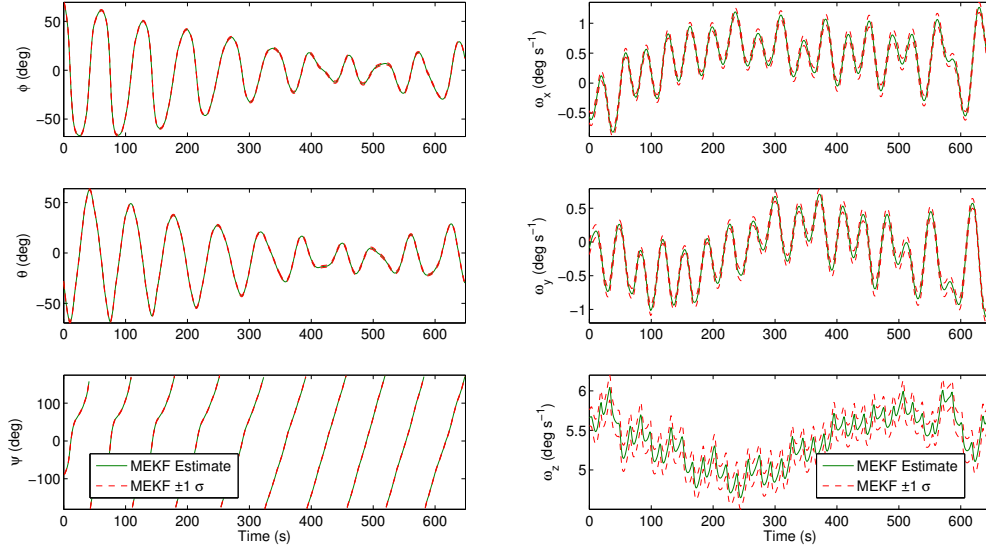 50
0
−50
φ (deg)
0 100 200 300 400 500 600
1
0.5
0
−0.5
ω_x (deg s⁻¹)
0 100 200 300 400 500 600
50
0
−50
θ (deg)
0 100 200 300 400 500 600
0.5
0
−0.5
−1
ω_y (deg s⁻¹)
0 100 200 300 400 500 600
100
0
−100
ψ (deg)
MEKF Estimate
MEKF ±1 σ
0 100 200 300 400 500 600
Time (s)
6
5.5
5
ω_z (deg s⁻¹)
MEKF Estimate
MEKF ±1 σ
0 100 200 300 400 500 600
Time (s)